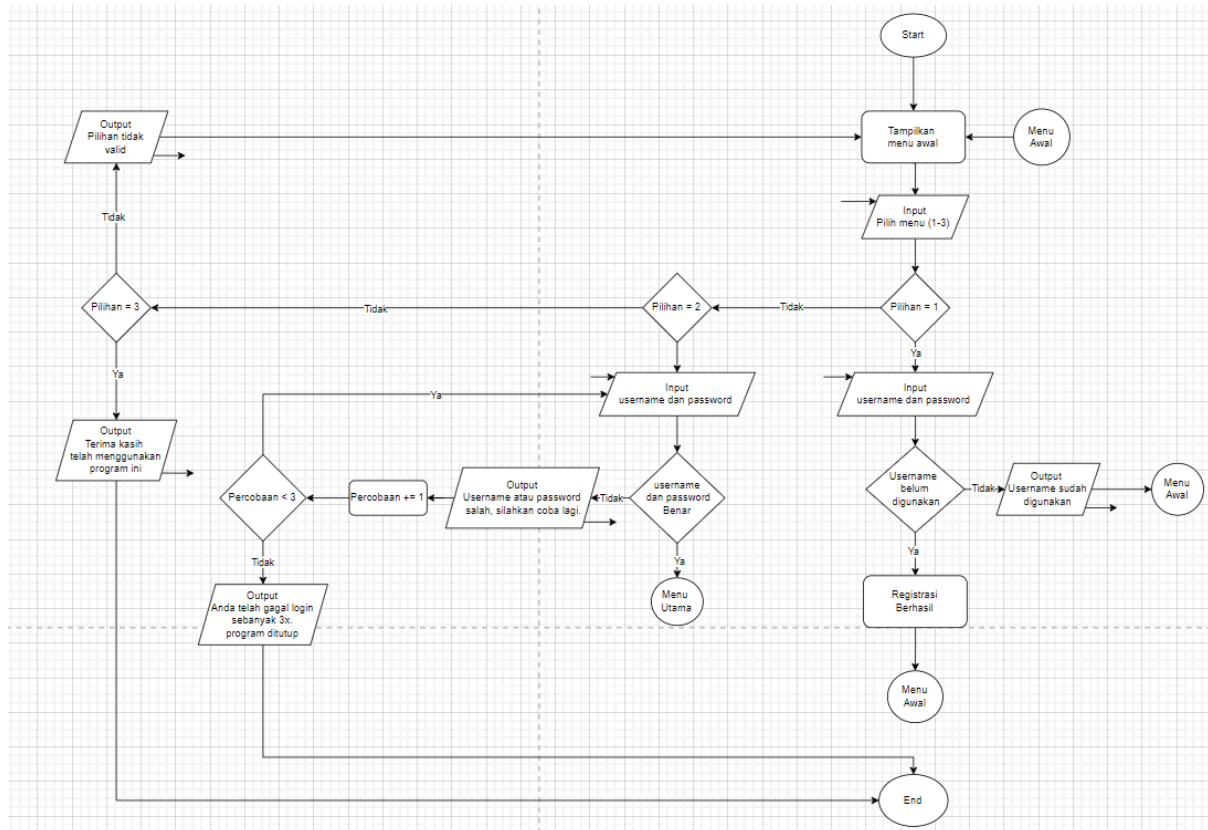 Start
Output
Pilihan tidak
valid
Tampilkan
menu awal
Menu
Awal
Input
Pilih menu (1-3)
Tidak
Pilihan = 3
Tidak
Pilihan = 2
Tidak
Pilihan = 1
Ya
Ya
Input
username dan password
Input
username dan password
Ya
Output
Terima kasih
telah menggunakan
program ini
Percobaan < 3
Percobaan += 1
Output
Username atau password
salah, silahkan coba lagi.
Tidak
username
dan password
Benar
Username
belum
digunakan
Tidak
Output
Username sudah
digunakan
Menu
Awal
Tidak
Ya
Ya
Output
Anda telah gagal login
sebanyak 3x.
program ditutup
Menu
Utama
Registrasi
Berhasil
Menu
Awal
End